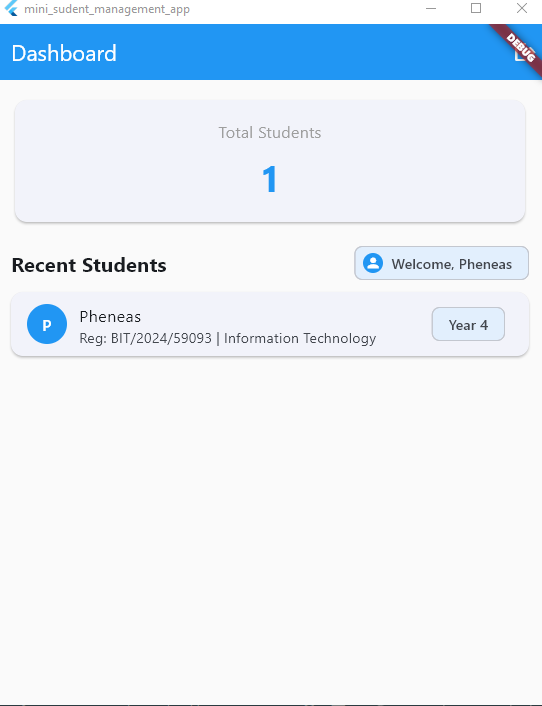 mini_sudent_management_app
Dashboard
DEBUG
Total Students
1
Recent Students
Welcome, Pheneas
P
Pheneas
Reg: BIT/2024/59093 | Information Technology
Year 4